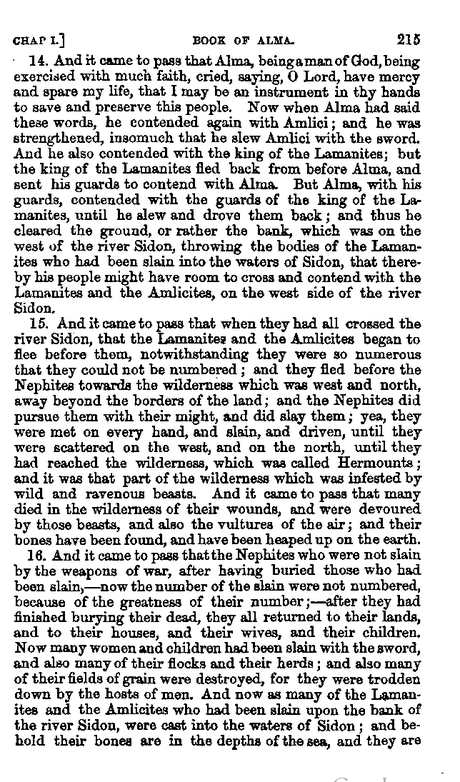 CHAP I.] BOOK OF ALMA. 215
14. And it came to pass that Alma, being a man of God, being
exercised with much faith, cried, saying, O Lord, have mercy
and spare my life, that I may be an instrument in thy hands
to save and preserve this people. Now when Alma had said
these words, he contended again with Amlici; and he was
strengthened, insomuch that he slew Amlici with the sword.
And he also contended with the king of the Lamanites; but
the king of the Lamanites fled back from before Alma, and
sent his guards to contend with Alma. But Alma, with his
guards, contended with the guards of the king of the La-
manites, until he slew and drove them back; and thus he
cleared the ground, or rather the bank, which was on the
west of the river Sidon, throwing the bodies of the Laman-
ites who had been slain into the waters of Sidon, that there-
by his people might have room to cross and contend with the
Lamanites and the Amlicites, on the west side of the river
Sidon.
15. And it came to pass that when they had all crossed the
river Sidon, that the Lamanites and the Amlicites began to
flee before them, notwithstanding they were so numerous
that they could not be numbered; and they fled before the
Nephites towards the wilderness which was west and north,
away beyond the borders of the land; and the Nephites did
pursue them with their might, and did slay them; yea, they
were met on every hand, and slain, and driven, until they
were scattered on the west, and on the north, until they
had reached the wilderness, which was called Hermounts;
and it was that part of the wilderness which was infested by
wild and ravenous beasts. And it came to pass that many
died in the wilderness of their wounds, and were devoured
by those beasts, and also the vultures of the air; and their
bones have been found, and have been heaped up on the earth.
16. And it came to pass that the Nephites who were not slain
by the weapons of war, after having buried those who had
been slain,—now the number of the slain were not numbered,
because of the greatness of their number;—after they had
finished burying their dead, they all returned to their lands,
and to their houses, and their wives, and their children.
Now many women and children had been slain with the sword,
and also many of their flocks and their herds; and also many
of their fields of grain were destroyed, for they were trodden
down by the hosts of men. And now as many of the Laman-
ites and the Amlicites who had been slain upon the bank of
the river Sidon, were cast into the waters of Sidon; and be-
hold their bones are in the depths of the sea, and they are